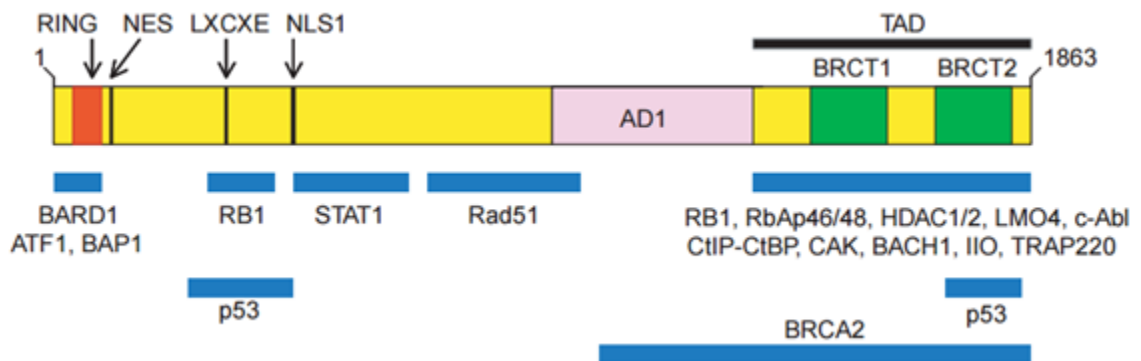 RING NES LXCXE NLS1 TAD
1 BRCT1 BRCT2 1863
AD1
BARD1 RB1 STAT1 Rad51 RB1, RbAp46/48, HDAC1/2, LMO4, c-Abl
ATF1, BAP1 CtIP-CtBP, CAK, BACH1, IIO, TRAP220
p53 p53
BRCA2